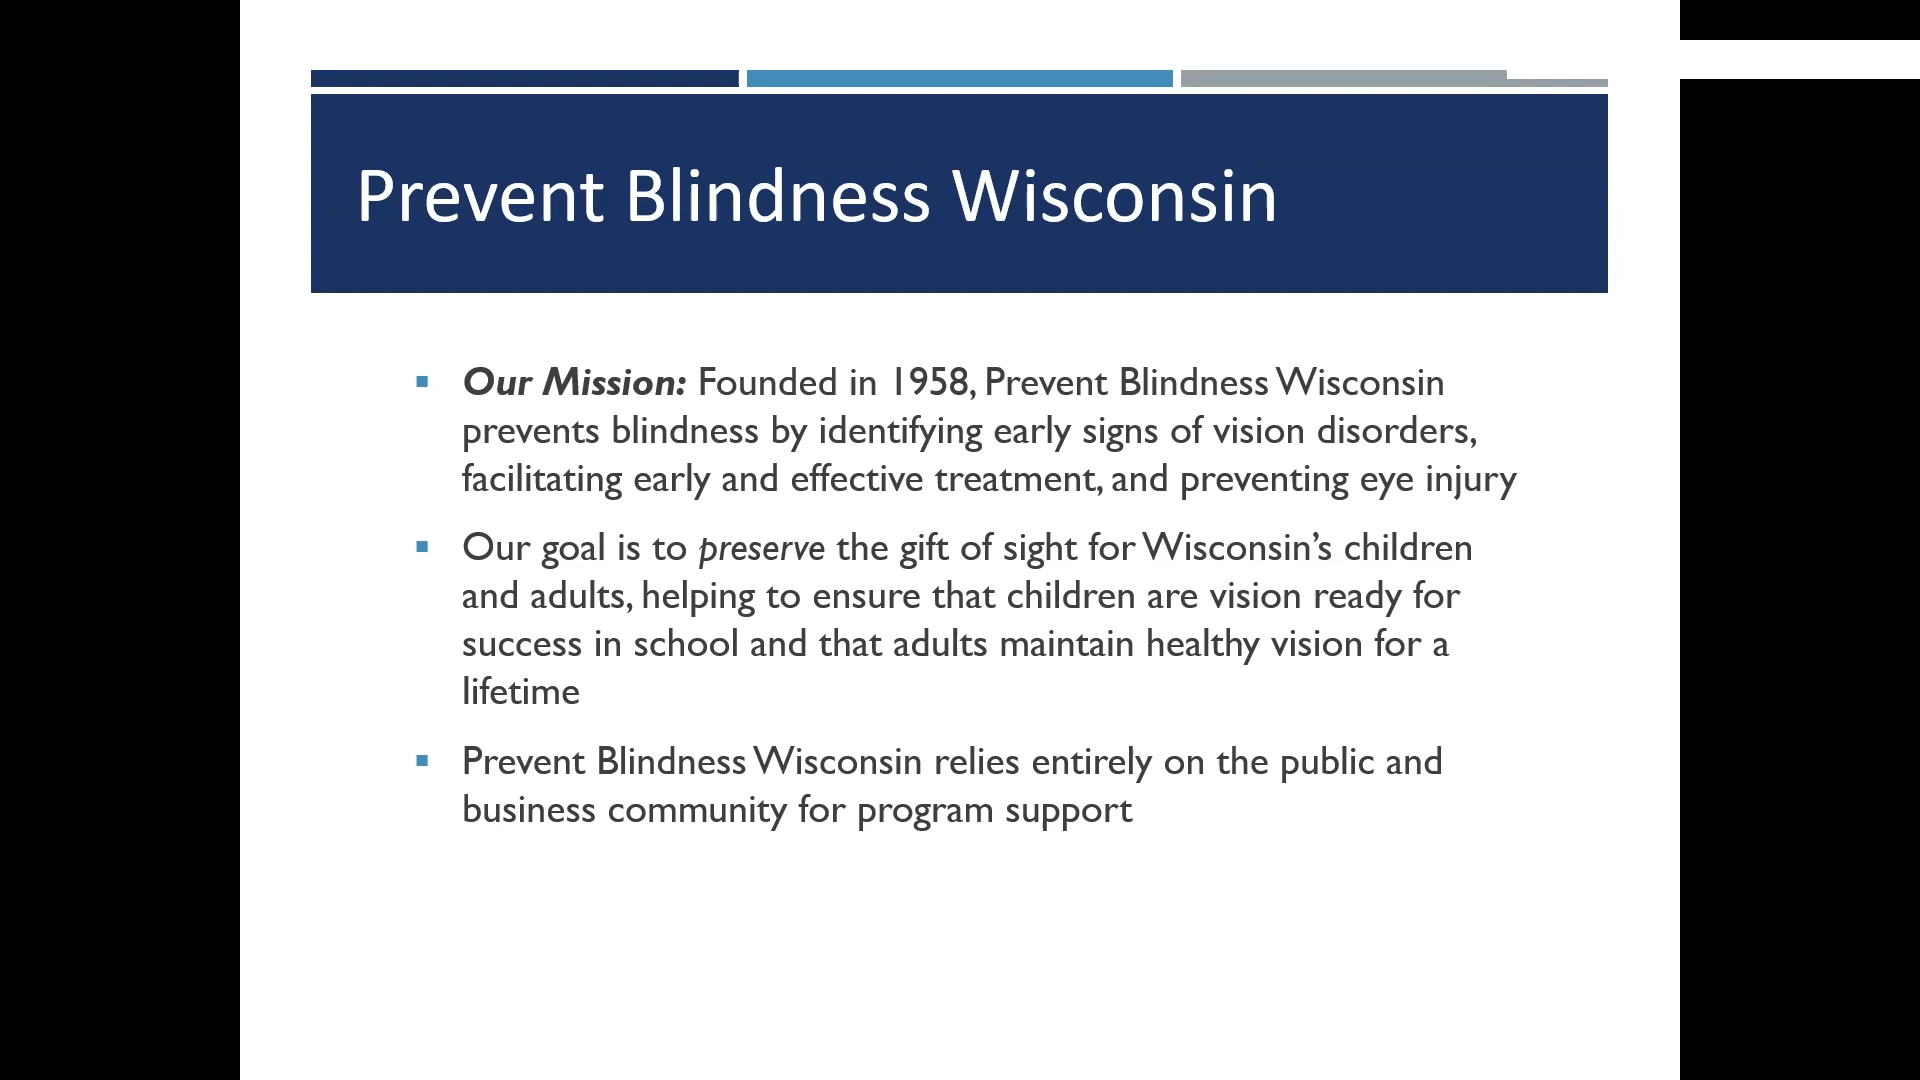 Prevent Blindness Wisconsin
▪ Our Mission: Founded in 1958, Prevent Blindness Wisconsin
prevents blindness by identifying early signs of vision disorders,
facilitating early and effective treatment, and preventing eye injury
▪ Our goal is to preserve the gift of sight for Wisconsin’s children
and adults, helping to ensure that children are vision ready for
success in school and that adults maintain healthy vision for a
lifetime
▪ Prevent Blindness Wisconsin relies entirely on the public and
business community for program support